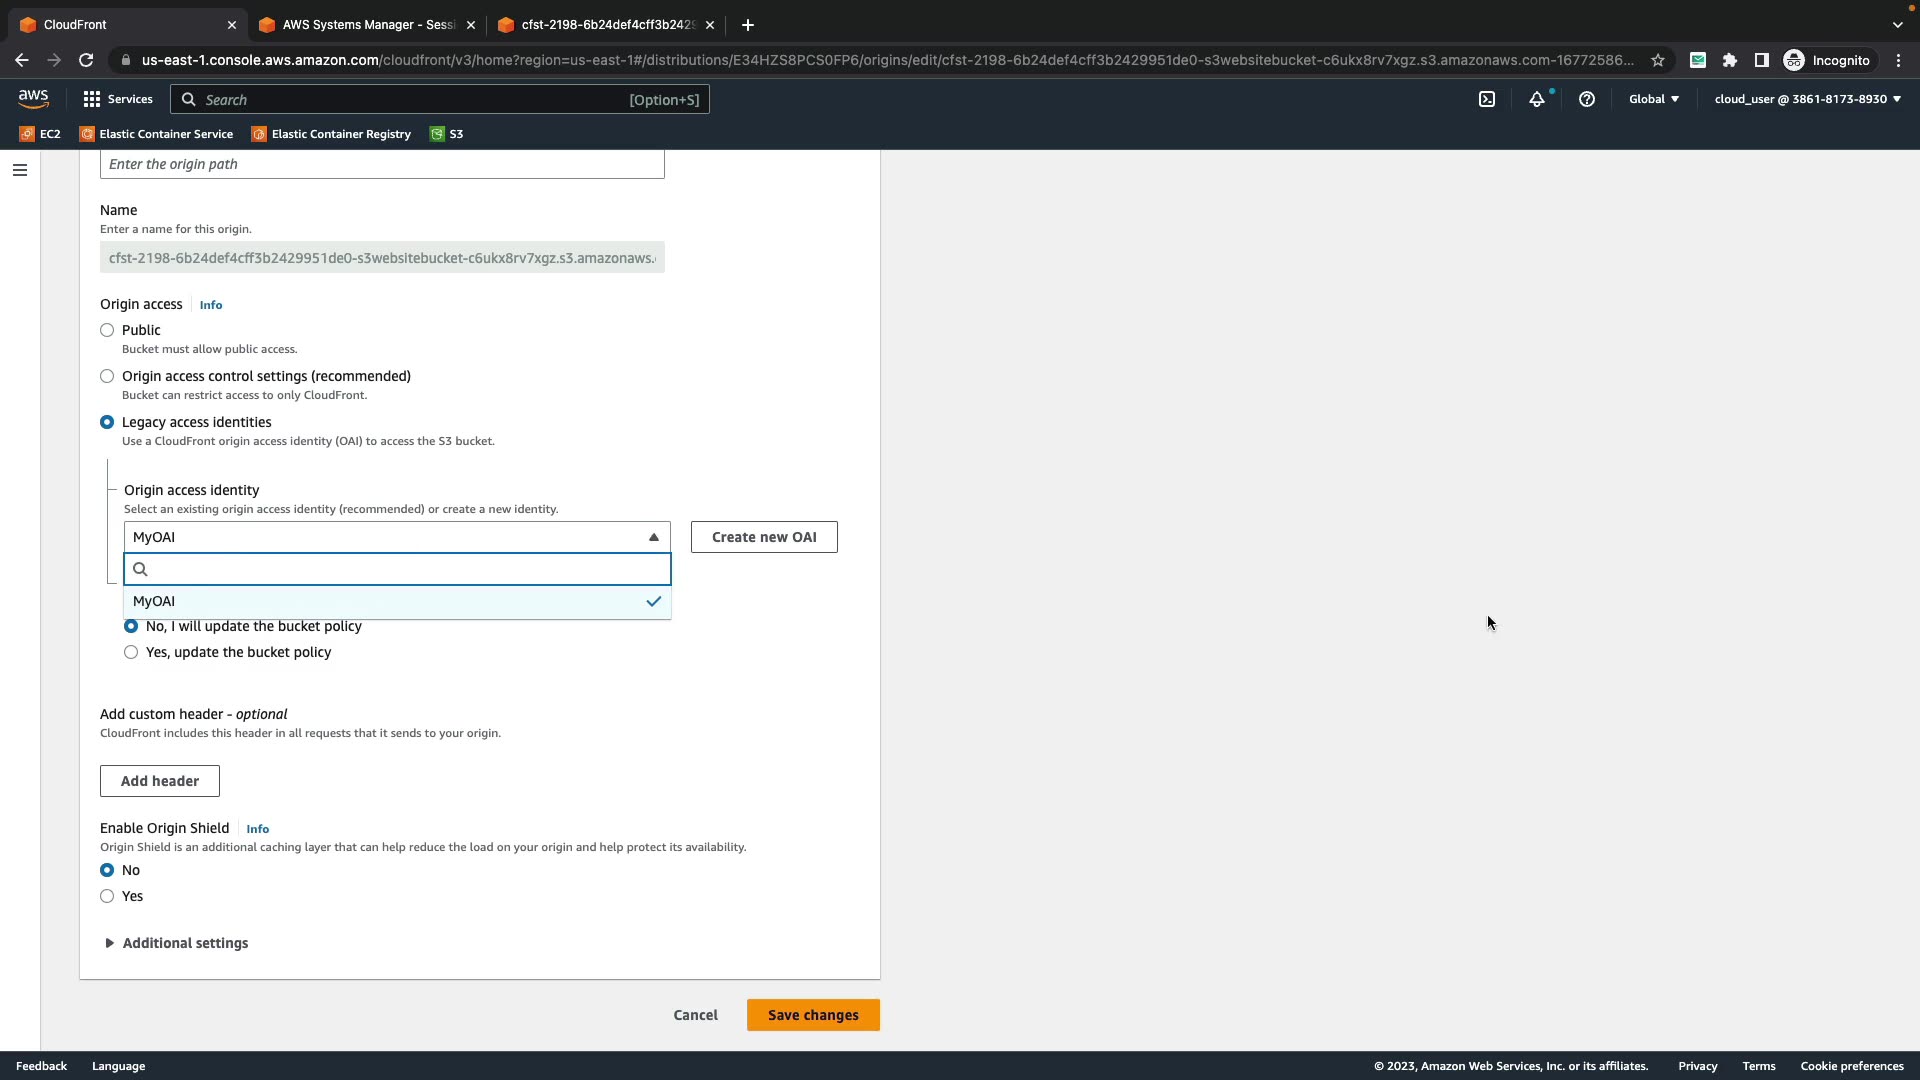 CloudFront
AWS Systems Manager - Sessi
cfst-2198-6b24def4cff3b2429
us-east-1.console.aws.amazon.com/cloudfront/v3/home?region=us-east-1#/distributions/E34HZS8PCS0FP6/origins/edit/cfst-2198-6b24def4cff3b2429951de0-s3websitebucket-c6ukx8rv7xgz.s3.amazonaws.com-16772586...
Incognito
aws
Services
Search
[Option+S]
Global
cloud_user @ 3861-8173-8930
EC2
Elastic Container Service
Elastic Container Registry
S3
Enter the origin path
Name
Enter a name for this origin.
cfst-2198-6b24def4cff3b2429951de0-s3websitebucket-c6ukx8rv7xgz.s3.amazonaws.
Origin access
Info
Public
Bucket must allow public access.
Origin access control settings (recommended)
Bucket can restrict access to only CloudFront.
Legacy access identities
Use a CloudFront origin access identity (OAI) to access the S3 bucket.
Origin access identity
Select an existing origin access identity (recommended) or create a new identity.
MyOAI
Create new OAI
MyOAI
No, I will update the bucket policy
Yes, update the bucket policy
Add custom header - optional
CloudFront includes this header in all requests that it sends to your origin.
Add header
Enable Origin Shield
Info
Origin Shield is an additional caching layer that can help reduce the load on your origin and help protect its availability.
No
Yes
Additional settings
Cancel
Save changes
Feedback
Language
© 2023, Amazon Web Services, Inc. or its affiliates.
Privacy
Terms
Cookie preferences